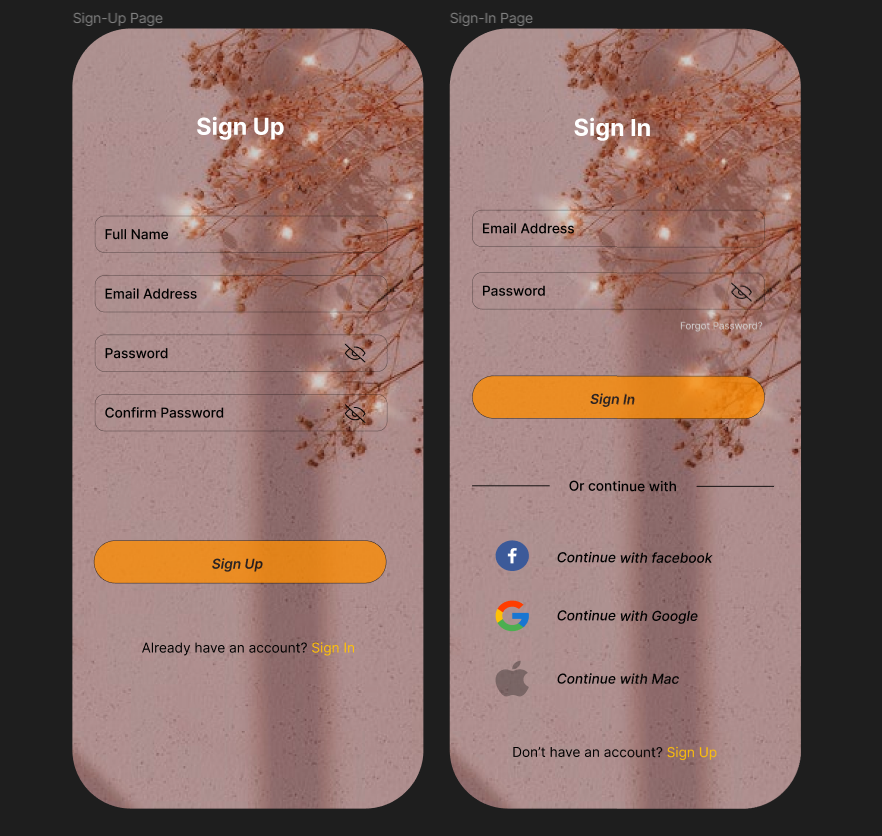 Sign-Up Page
Sign Up
Full Name
Email Address
Password
Confirm Password
Sign Up
Already have an account? Sign In
Sign-In Page
Sign In
Email Address
Password
Forgot Password?
Sign In
Or continue with
f
Continue with facebook
G
Continue with Google
Continue with Mac
Don't have an account? Sign Up